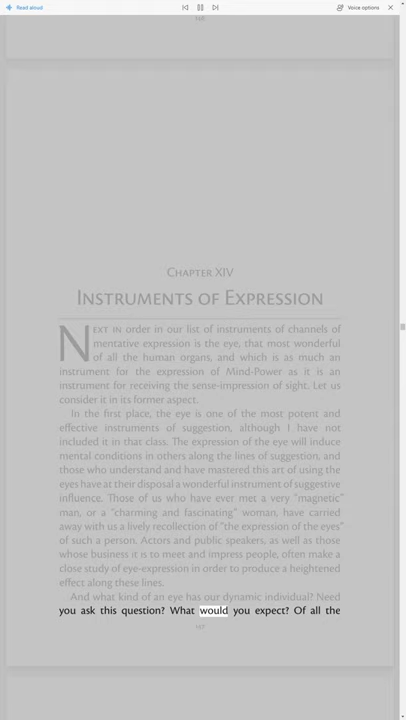 Read aloud
Voice options
CHAPTER XIV
INSTRUMENTS OF EXPRESSION
NEXT IN order in our list of instruments of channels of
mentative expression is the eye, that most wonderful
of all the human organs, and which is as much an
instrument for the expression of Mind-Power as it is an
instrument for receiving the sense-impression of sight. Let us
consider it in its former aspect.
In the first place, the eye is one of the most potent and
effective instruments of suggestion, although I have not
included it in that class. The expression of the eye will induce
mental conditions in others along the lines of suggestion, and
those who understand and have mastered this art of using the
eyes have at their disposal a wonderful instrument of suggestive
influence. Those of us who have ever met a very "magnetic"
man, or a "charming and fascinating" woman, have carried
away with us a lively recollection of "the expression of the eyes"
of such a person. Actors and public speakers, as well as those
whose business it is to meet and impress people, often make a
close study of eye-expression in order to produce a heightened
effect along these lines.
And what kind of an eye has our dynamic individual? Need
you ask this question? What would you expect? Of all the
167